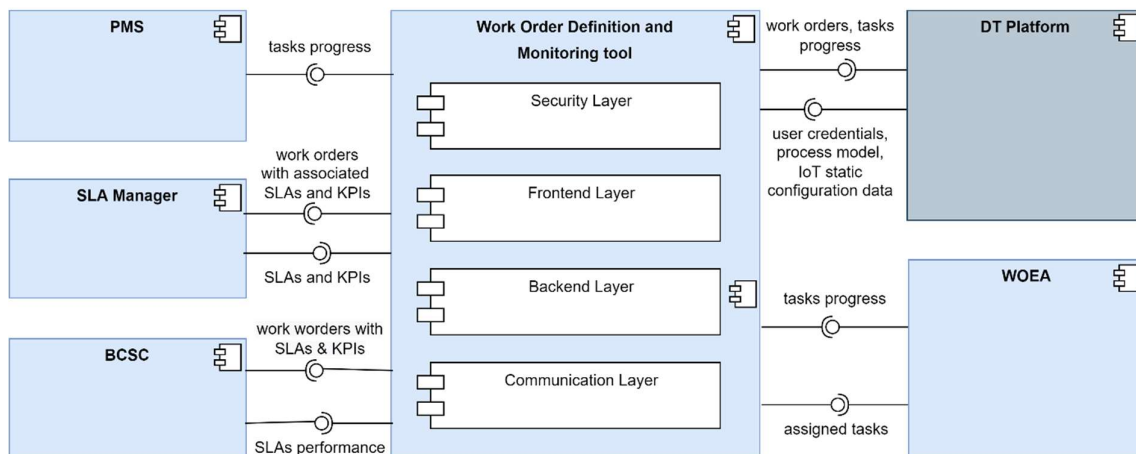 PMS
tasks progress
Work Order Definition and
Monitoring tool
work orders, tasks
progress
DT Platform
Security Layer
user credentials,
process model,
IoT static
configuration data
work orders
with associated
SLAs and KPIs
SLA Manager
Frontend Layer
SLAs and KPIs
Backend Layer
tasks progress
WOEA
work worders with
SLAs & KPIs
BCSC
Communication Layer
SLAs performance
assigned tasks